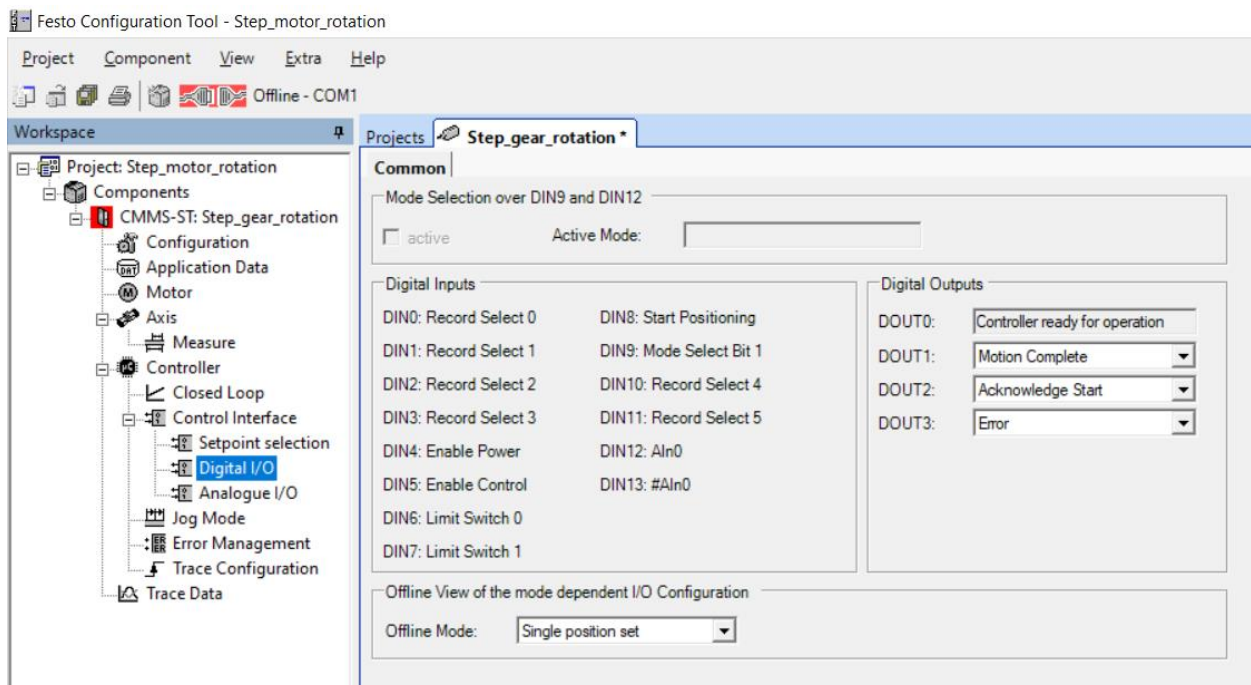 Festo Configuration Tool - Step_motor_rotation
Project Component View Extra Help
Offline - COM1
Workspace
Project: Step_motor_rotation
Components
CMMS-ST: Step_gear_rotation
Configuration
Application Data
Motor
Axis
Measure
Controller
Closed Loop
Control Interface
Setpoint selection
Digital I/O
Analogue I/O
Jog Mode
Error Management
Trace Configuration
Trace Data
Projects Step_gear_rotation *
Common
Mode Selection over DIN9 and DIN12
active Active Mode:
Digital Inputs
DIN0: Record Select 0 DIN8: Start Positioning
DIN1: Record Select 1 DIN9: Mode Select Bit 1
DIN2: Record Select 2 DIN10: Record Select 4
DIN3: Record Select 3 DIN11: Record Select 5
DIN4: Enable Power DIN12: AIn0
DIN5: Enable Control DIN13: #AIn0
DIN6: Limit Switch 0
DIN7: Limit Switch 1
Digital Outputs
DOUT0: Controller ready for operation
DOUT1: Motion Complete
DOUT2: Acknowledge Start
DOUT3: Error
Offline View of the mode dependent I/O Configuration
Offline Mode: Single position set